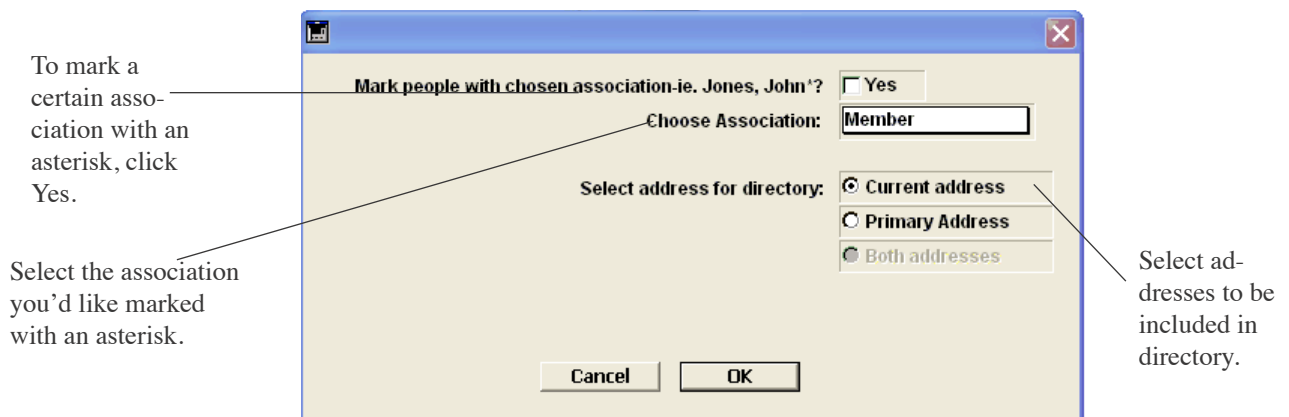 To mark a
certain asso-
ciation with an
asterisk, click
Yes.
Mark people with chosen association-ie. Jones, John*? Yes
Choose Association: Member
Select address for directory: Current address
Primary Address
Both addresses
Select the association
you'd like marked
with an asterisk.
Select ad-
dresses to be
included in
directory.
Cancel OK